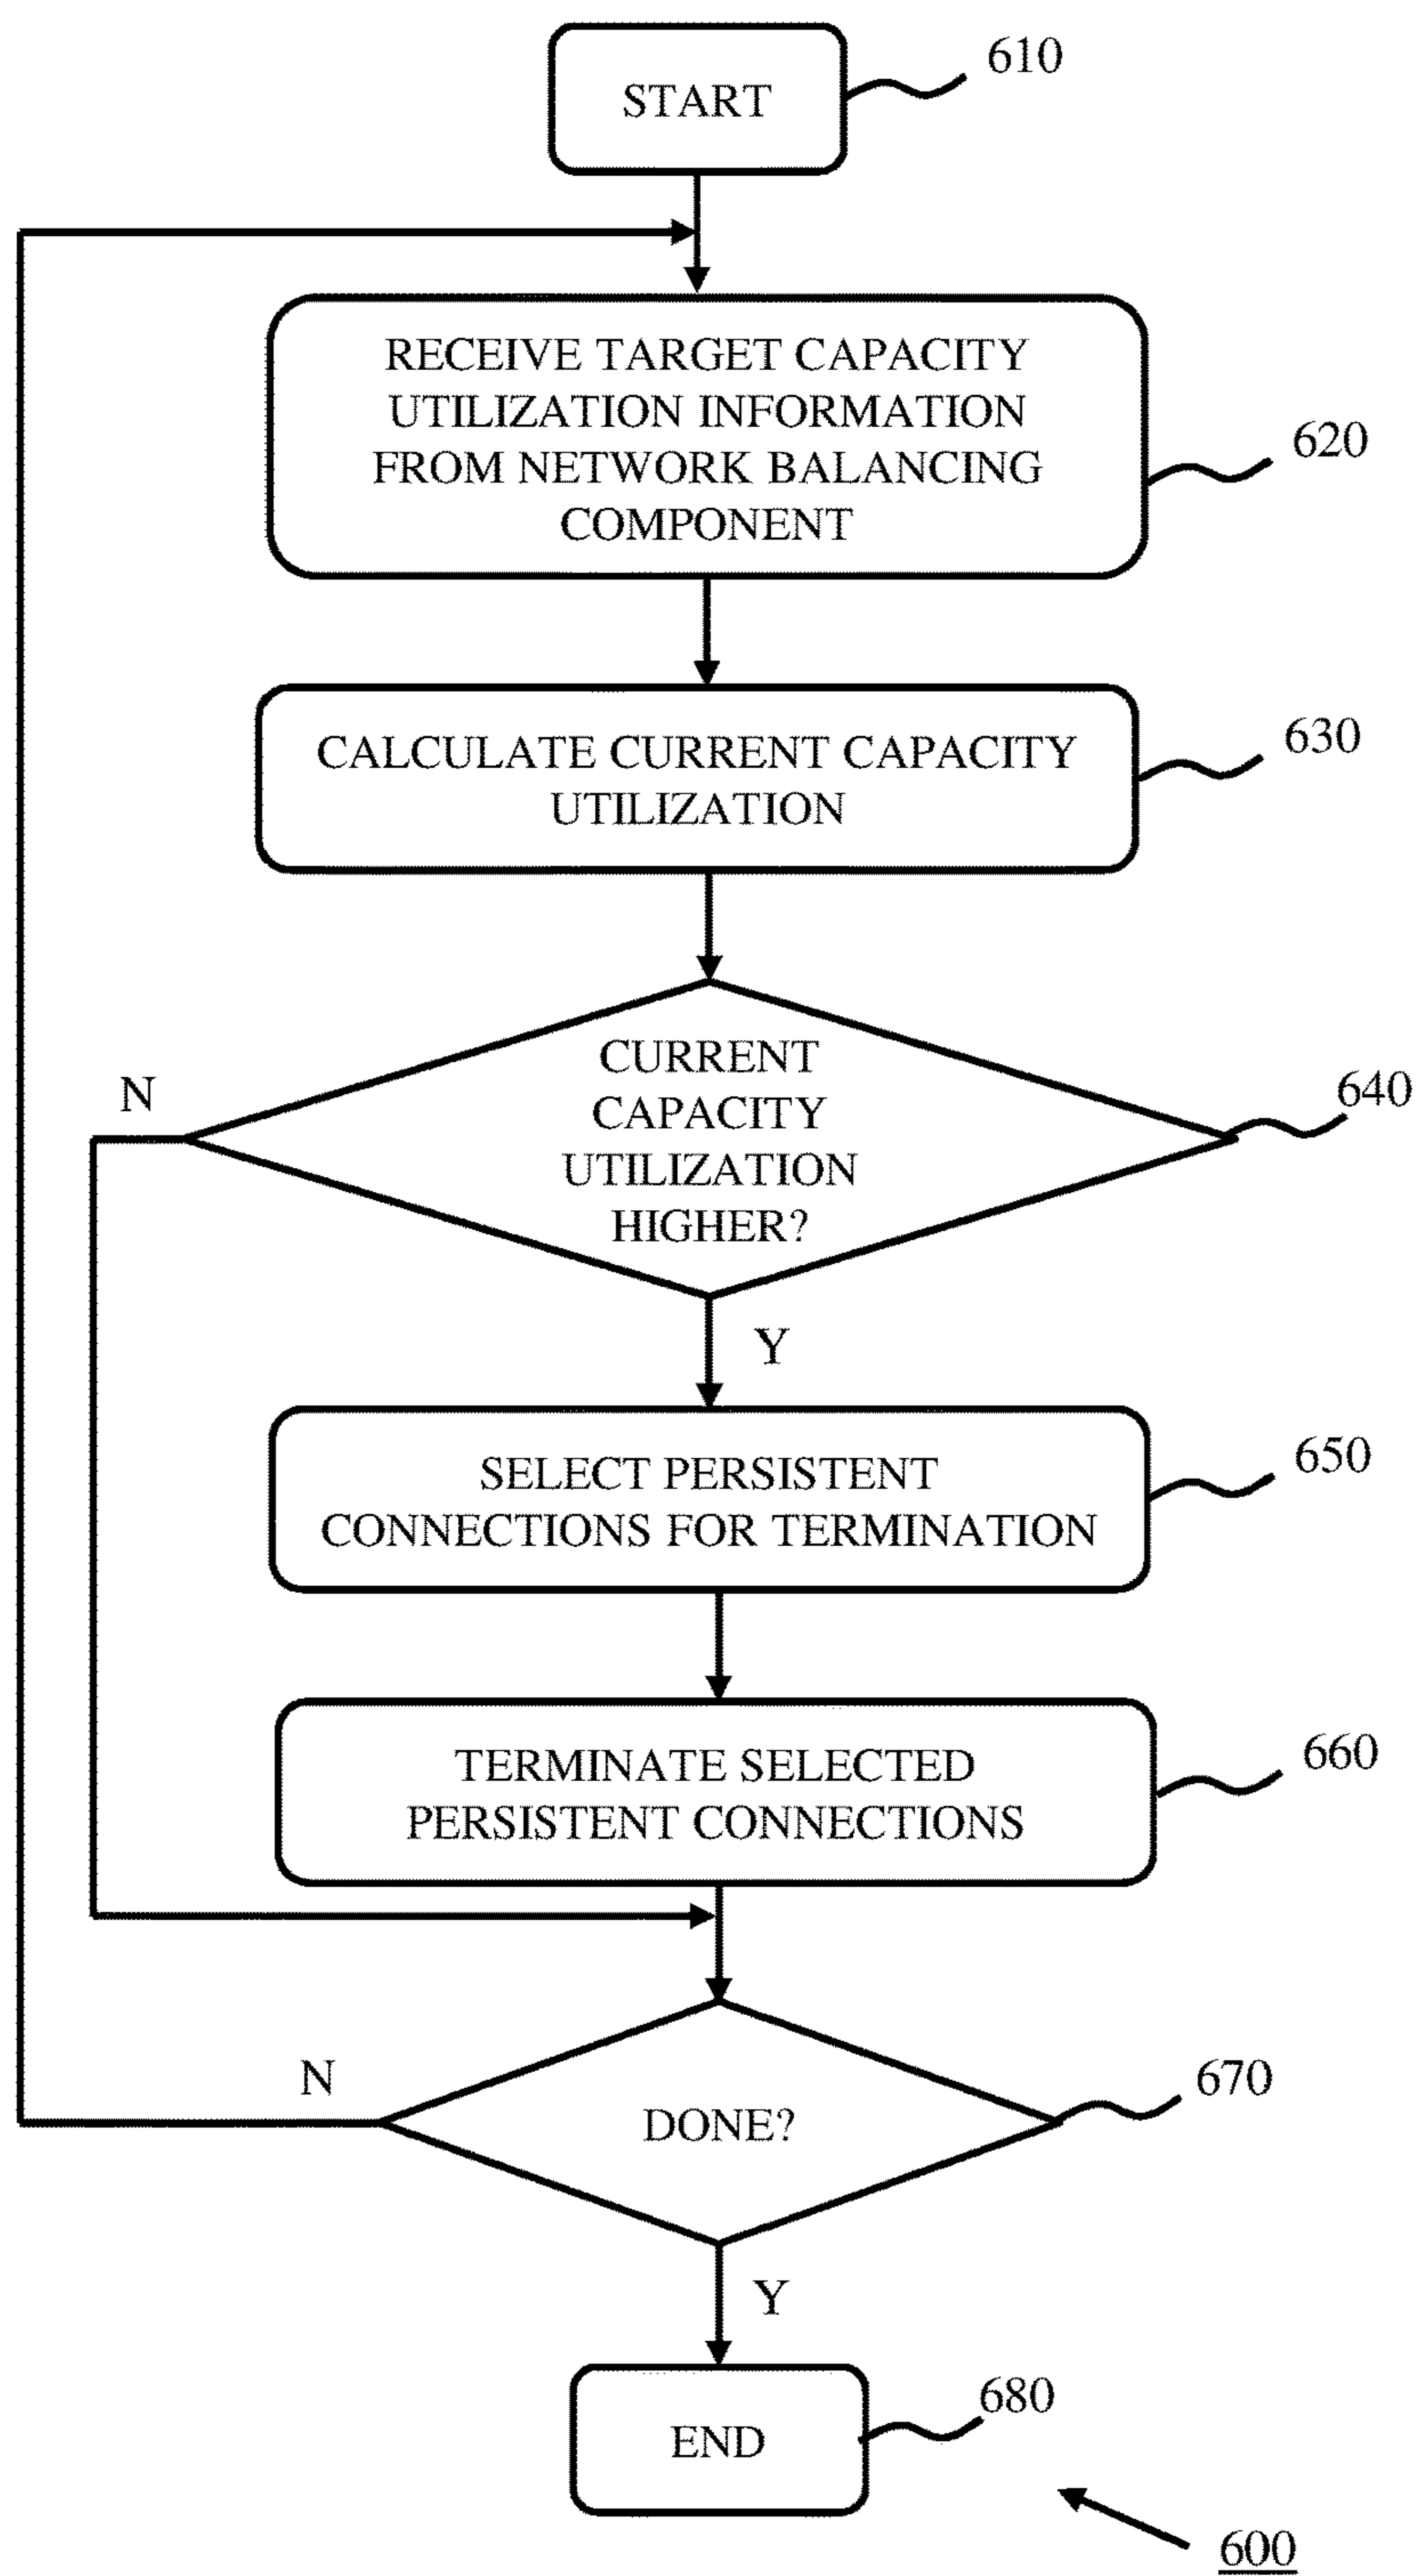 START
610
RECEIVE TARGET CAPACITY
UTILIZATION INFORMATION
FROM NETWORK BALANCING
COMPONENT
620
CALCULATE CURRENT CAPACITY
UTILIZATION
630
CURRENT
CAPACITY
UTILIZATION
HIGHER?
N
640
Y
SELECT PERSISTENT
CONNECTIONS FOR TERMINATION
650
TERMINATE SELECTED
PERSISTENT CONNECTIONS
660
N
DONE?
670
Y
END
680
600